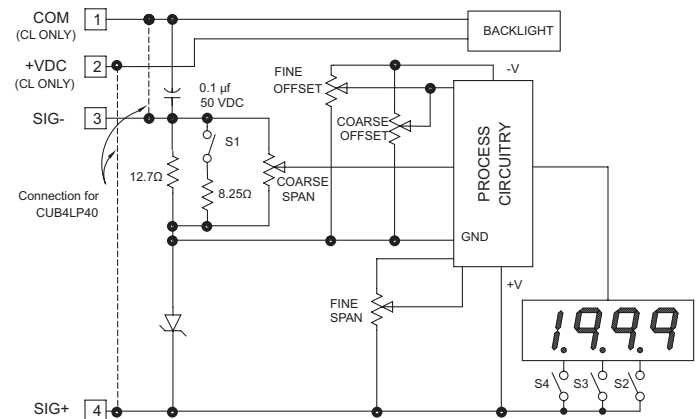 COM
(CL ONLY)
1
+VDC
(CL ONLY)
2
SIG-
3
BACKLIGHT
0.1 µf
50 VDC
FINE
OFFSET
-V
COARSE
OFFSET
S1
12.7Ω
8.25Ω
COARSE
SPAN
PROCESS
CIRCUITRY
Connection for
CUB4LP40
GND
+V
FINE
SPAN
1.9.9.9
S4
S3
S2
SIG+
4